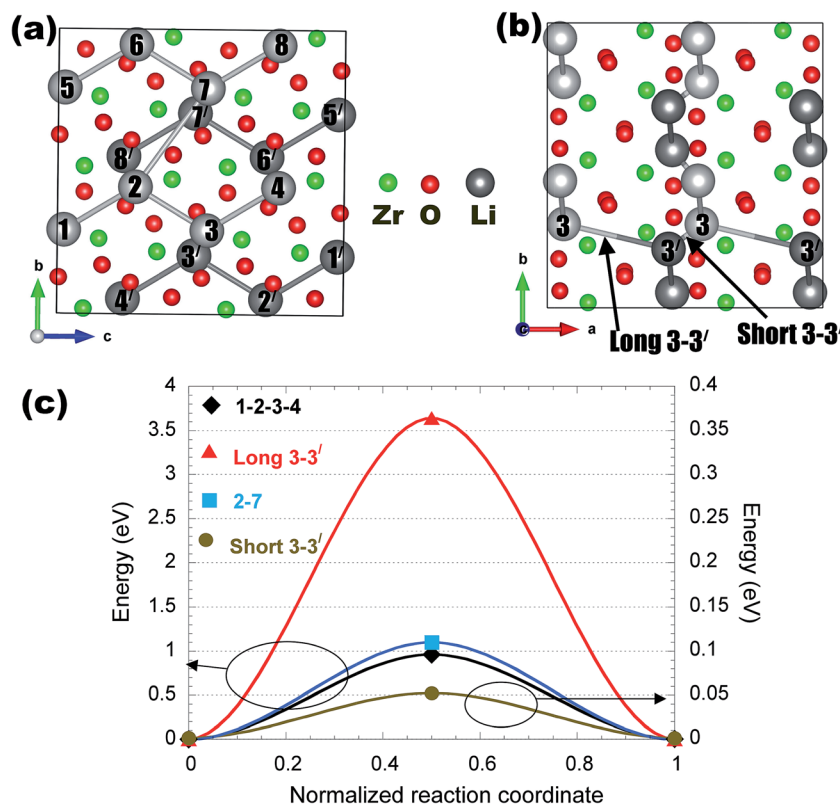 (a)
6
8
5
7
7/
5/
8/
6/
2
4
1
3
3/
1/
4/
2/
b
c
Zr O Li
(b)
3 3
3/ 3/
b
c
a
Long 3-3/
Short 3-3/
(c)
4
3.5
3
2.5
2
1.5
1
0.5
0
Energy (eV)
1-2-3-4
Long 3-3/
2-7
Short 3-3/
0.4
0.35
0.3
0.25
0.2
0.15
0.1
0.05
0
Energy (eV)
0 0.2 0.4 0.6 0.8 1
Normalized reaction coordinate